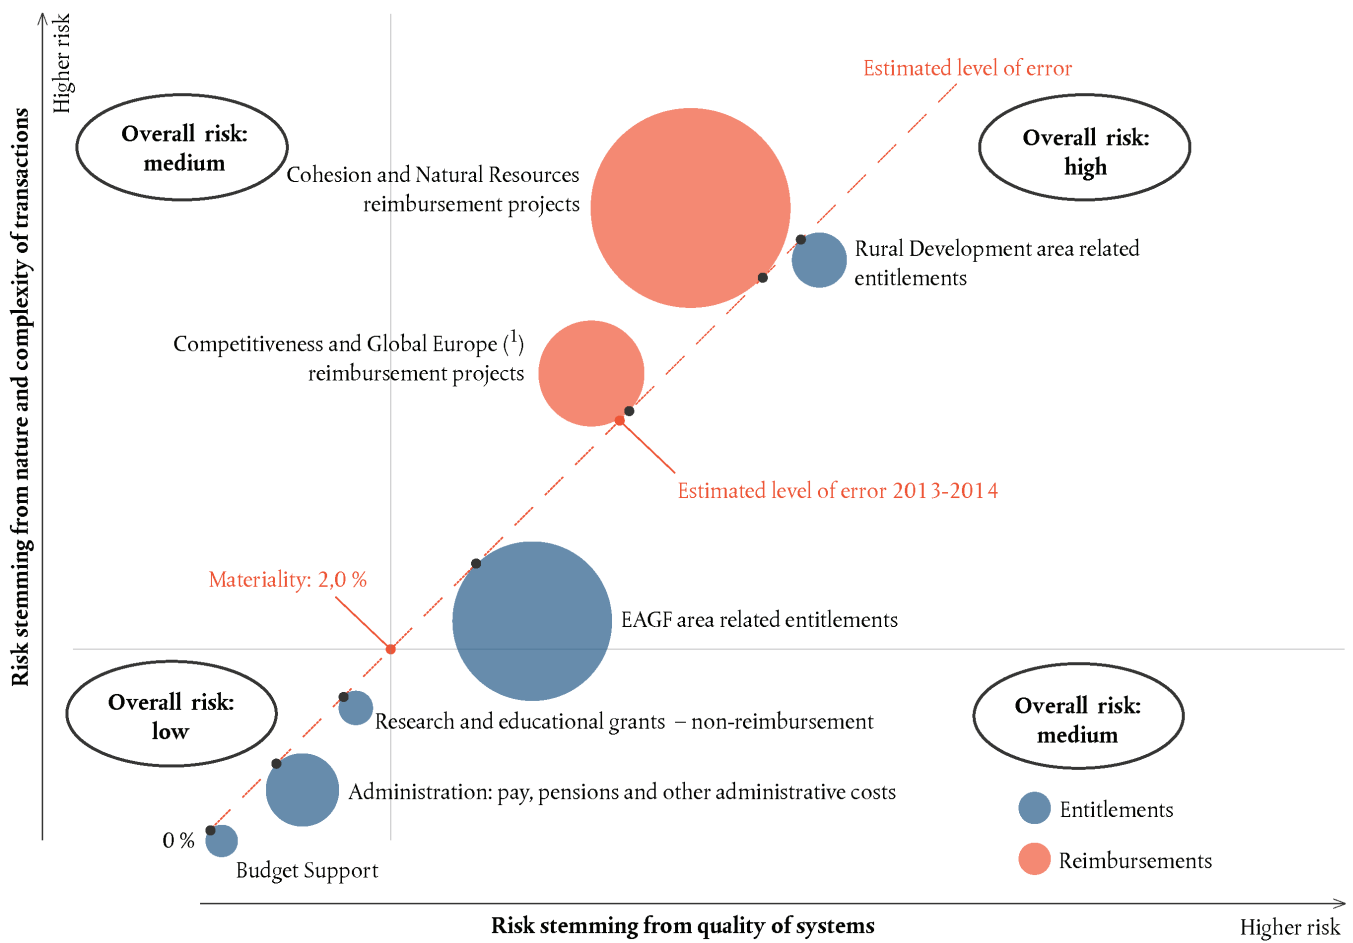 Higher risk
Risk stemming from nature and complexity of transactions
Estimated level of error
Overall risk:
medium
Overall risk:
high
Cohesion and Natural Resources
reimbursement projects
Rural Development area related
entitlements
Competitiveness and Global Europe (1)
reimbursement projects
Estimated level of error 2013-2014
Materiality: 2,0 %
EAGF area related entitlements
Overall risk:
low
Overall risk:
medium
Research and educational grants – non-reimbursement
Administration: pay, pensions and other administrative costs
Entitlements
0 %
Budget Support
Reimbursements
Risk stemming from quality of systems
Higher risk